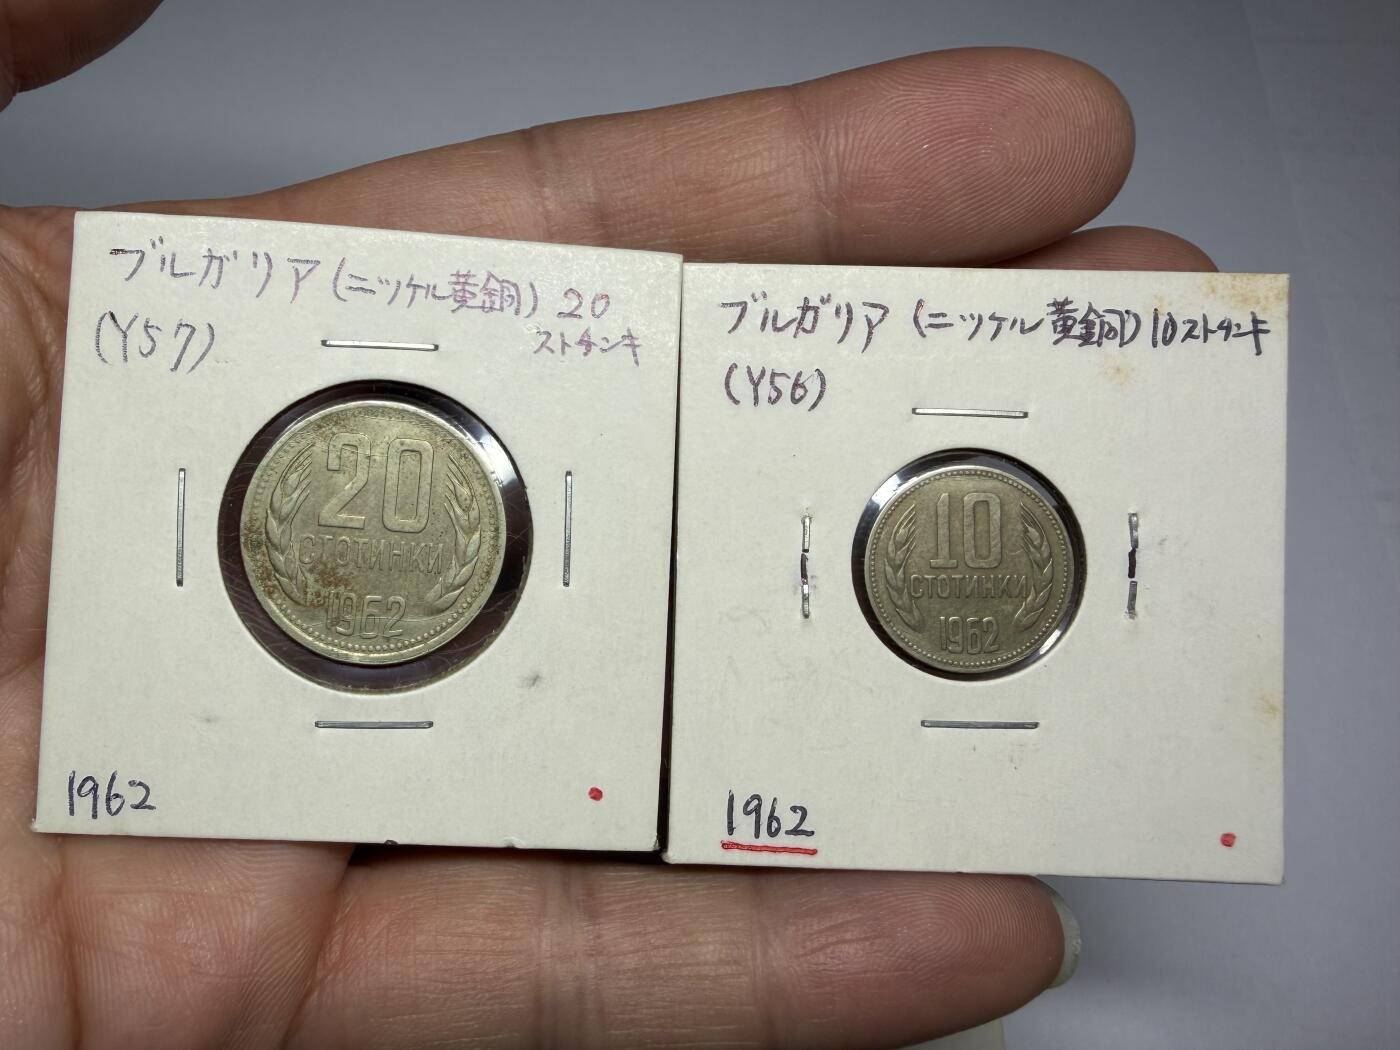 ブルガリア(ニッケル黄銅) 20
ストチンキ
(Y57)
20
СТОТИНКИ
1962
1962
ブルガリア (ニッケル黄銅) 10ストチンキ
(Y56)
10
СТОТИНКИ
1962
1962